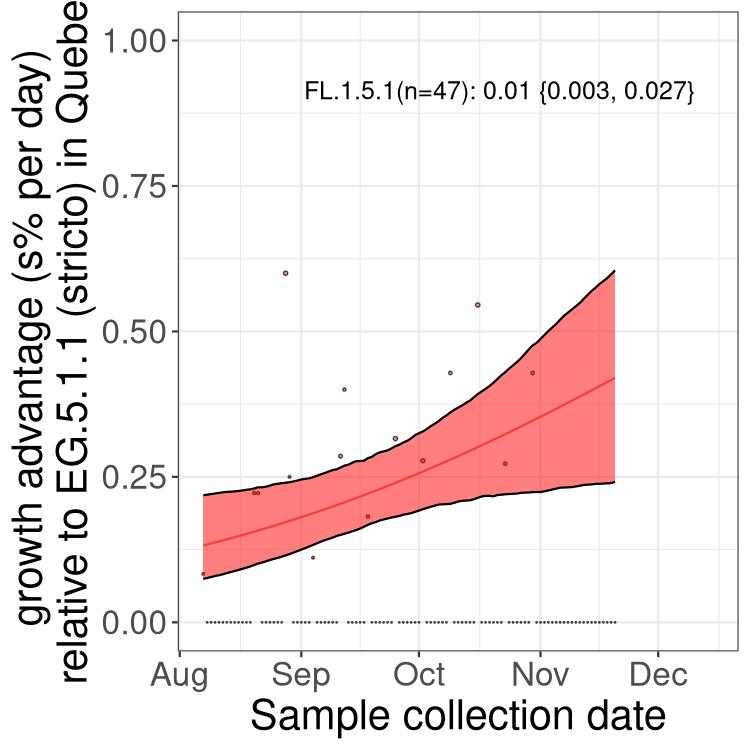 growth advantage (s% per day)
relative to EG.5.1.1 (stricto) in Quebe
1.00
0.75
0.50
0.25
0.00
FL.1.5.1(n=47): 0.01 {0.003, 0.027}
Aug Sep Oct Nov Dec
Sample collection date